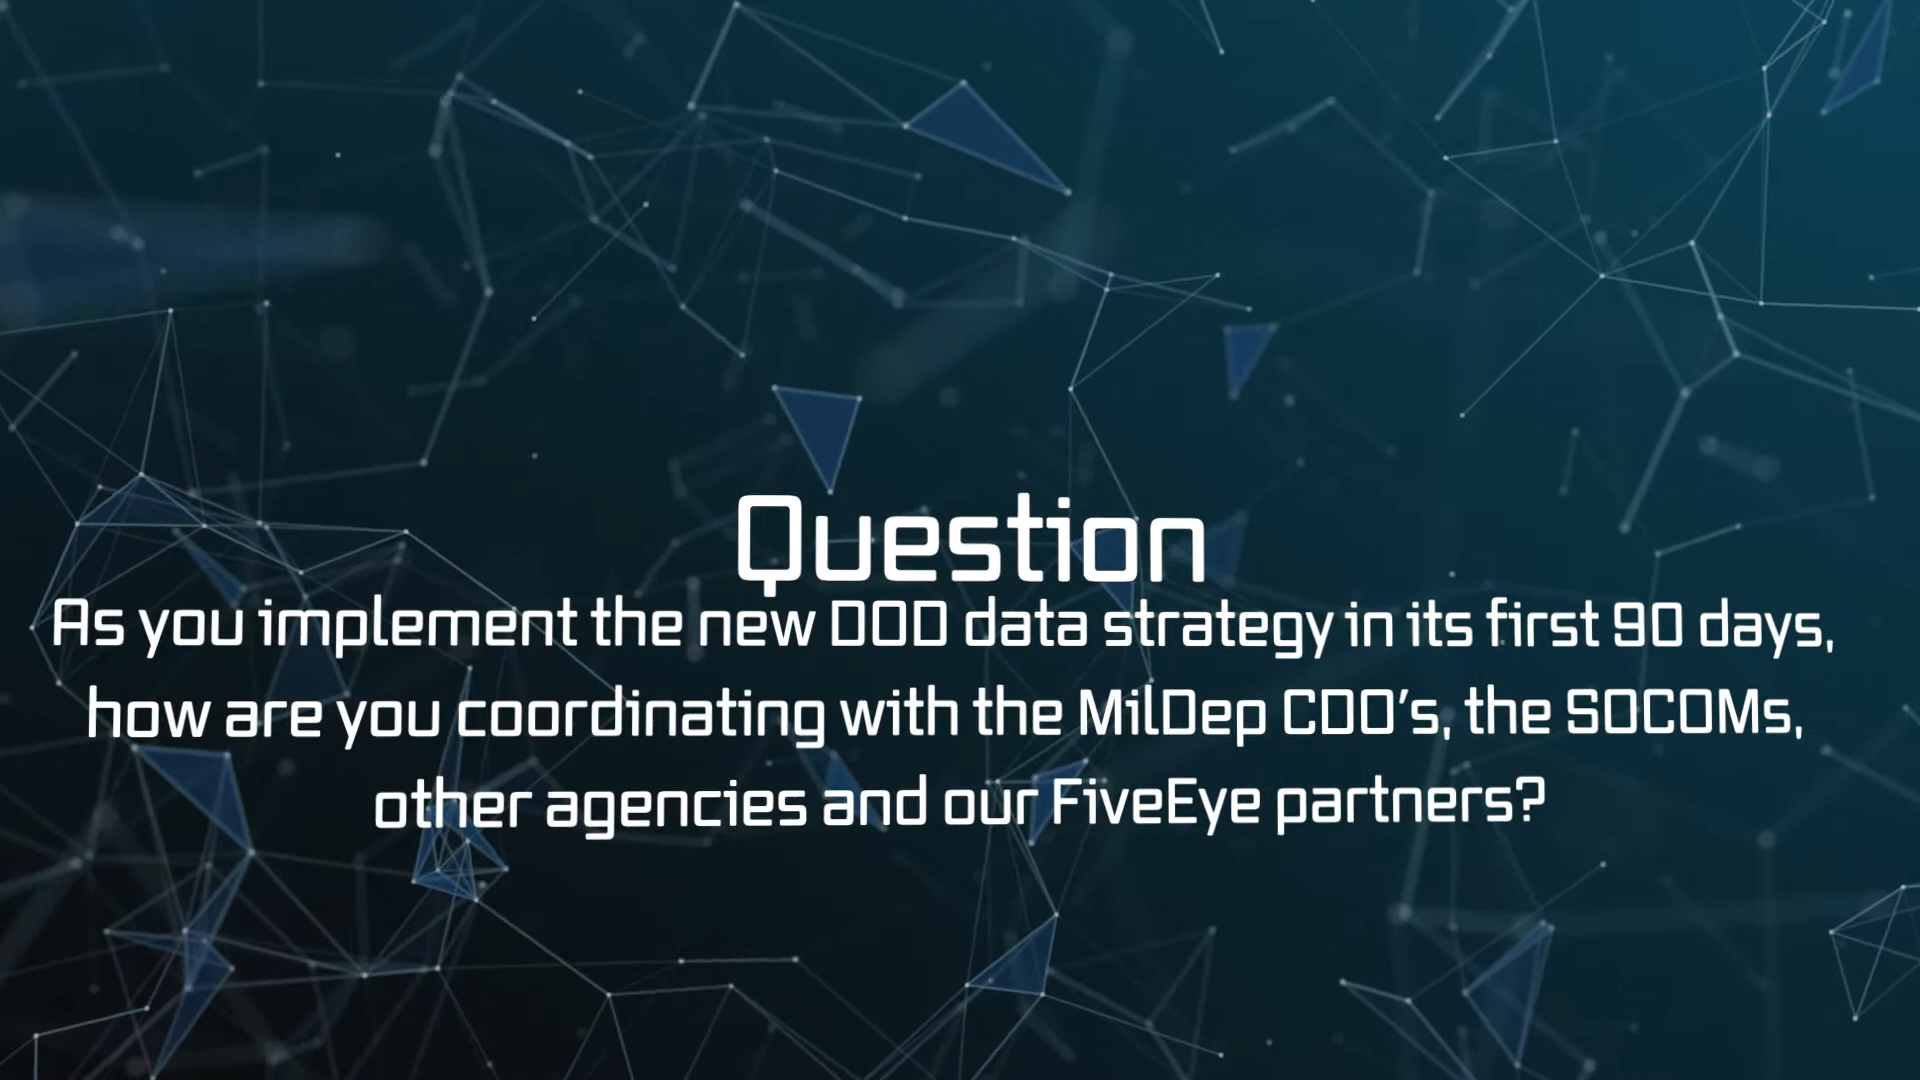 Question
As you implement the new DOD data strategy in its first 90 days,
how are you coordinating with the MilDep CDO's, the SOCOMs,
other agencies and our FiveEye partners?